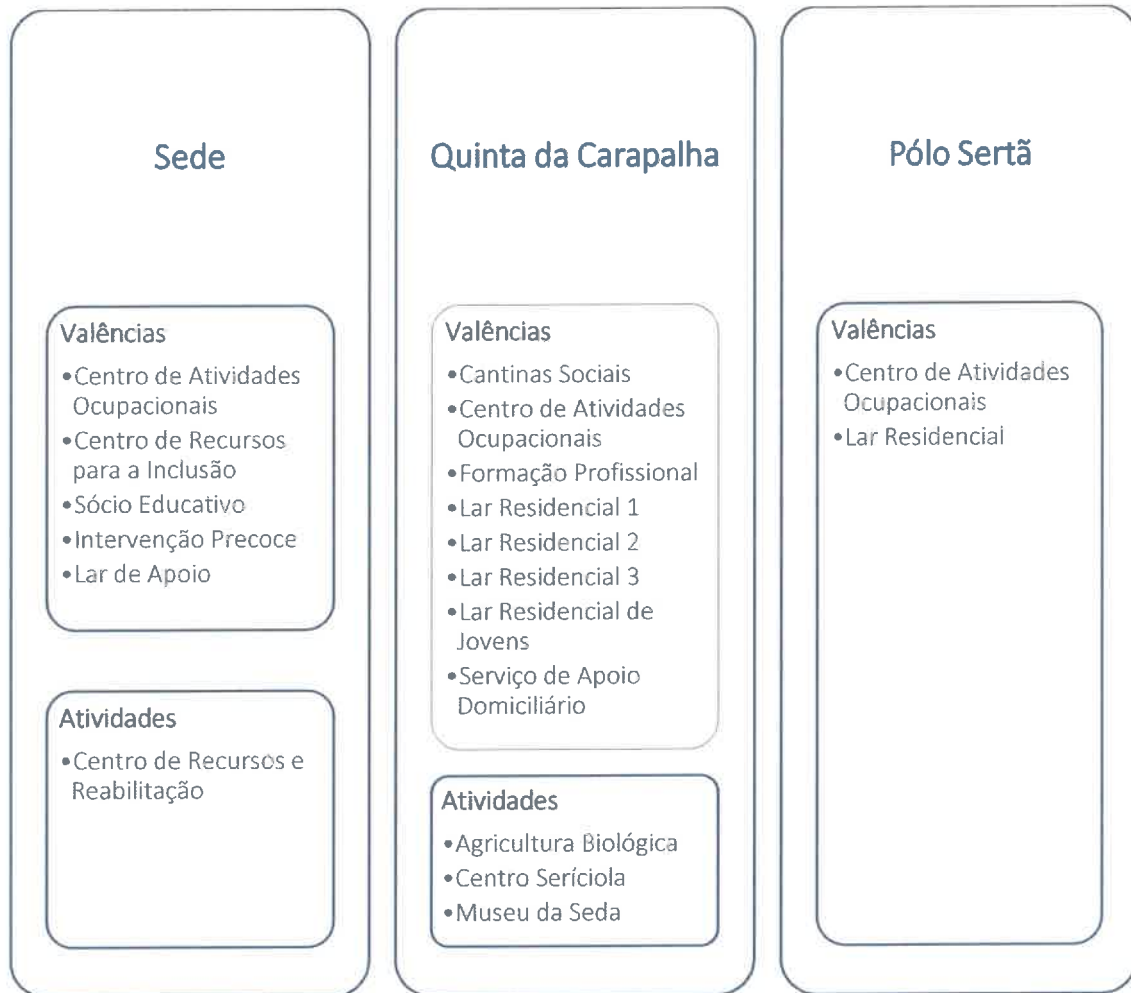 Sede
Valências
•Centro de Atividades
Ocupacionais
•Centro de Recursos
para a Inclusão
•Sócio Educativo
•Intervenção Precoce
•Lar de Apoio
Atividades
•Centro de Recursos e
Reabilitação
Quinta da Carapalha
Valências
•Cantinas Sociais
•Centro de Atividades
Ocupacionais
•Formação Profissional
•Lar Residencial 1
•Lar Residencial 2
•Lar Residencial 3
•Lar Residencial de
Jovens
•Serviço de Apoio
Domiciliário
Atividades
•Agricultura Biológica
•Centro Seríciola
•Museu da Seda
Pólo Sertã
Valências
•Centro de Atividades
Ocupacionais
•Lar Residencial